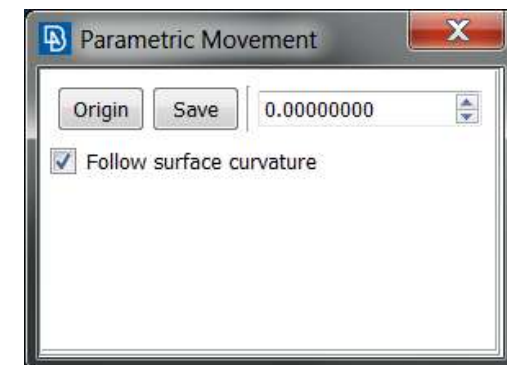 Parametric Movement
Origin Save 0.00000000
Follow surface curvature